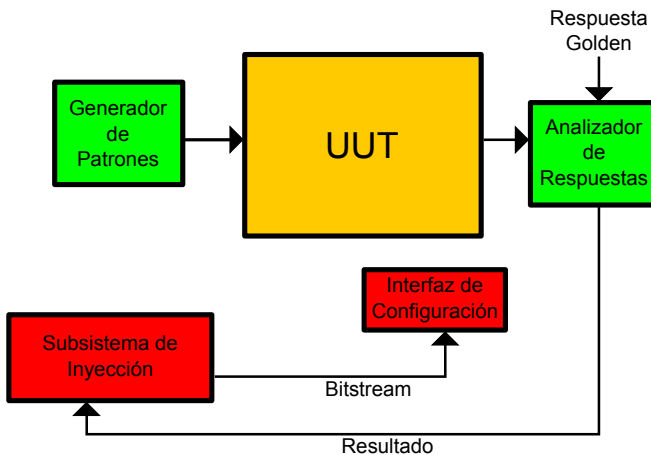 Respuesta
Golden
Generador
de
Patrones
UUT
Analizador
de
Respuestas
Interfaz de
Configuración
Subsistema de
Inyección
Bitstream
Resultado